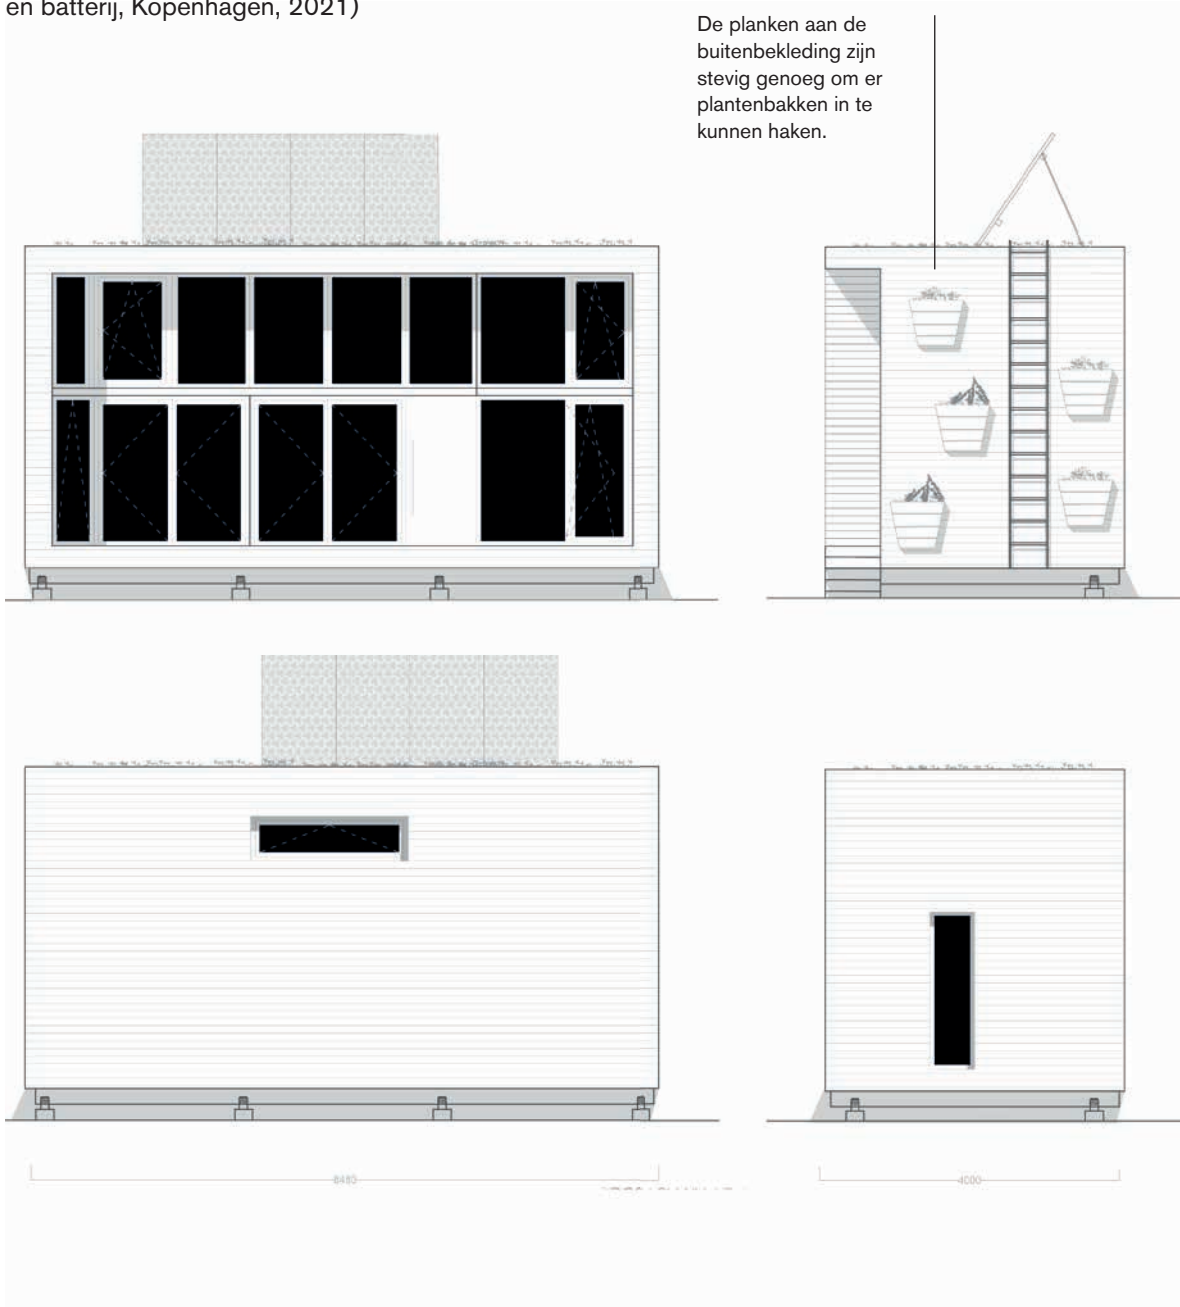 en batterij, Kopenhagen, 2021)
De planken aan de
buitenbekleding zijn
stevig genoeg om er
plantenbakken in te
kunnen haken.
4000